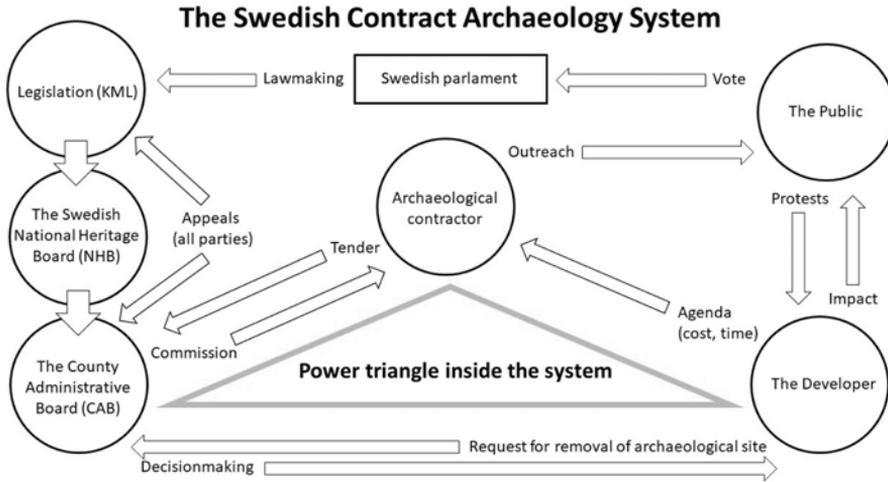 The Swedish Contract Archaeology System
Legislation (KML)
Lawmaking
Swedish parliament
Vote
The Public
Outreach
Archaeological
contractor
Protests
The Swedish
National Heritage
Board (NHB)
Appeals
(all parties)
Tender
Impact
Agenda
(cost, time)
Commission
The County
Administrative
Board (CAB)
Power triangle inside the system
The Developer
Request for removal of archaeological site
Decisionmaking